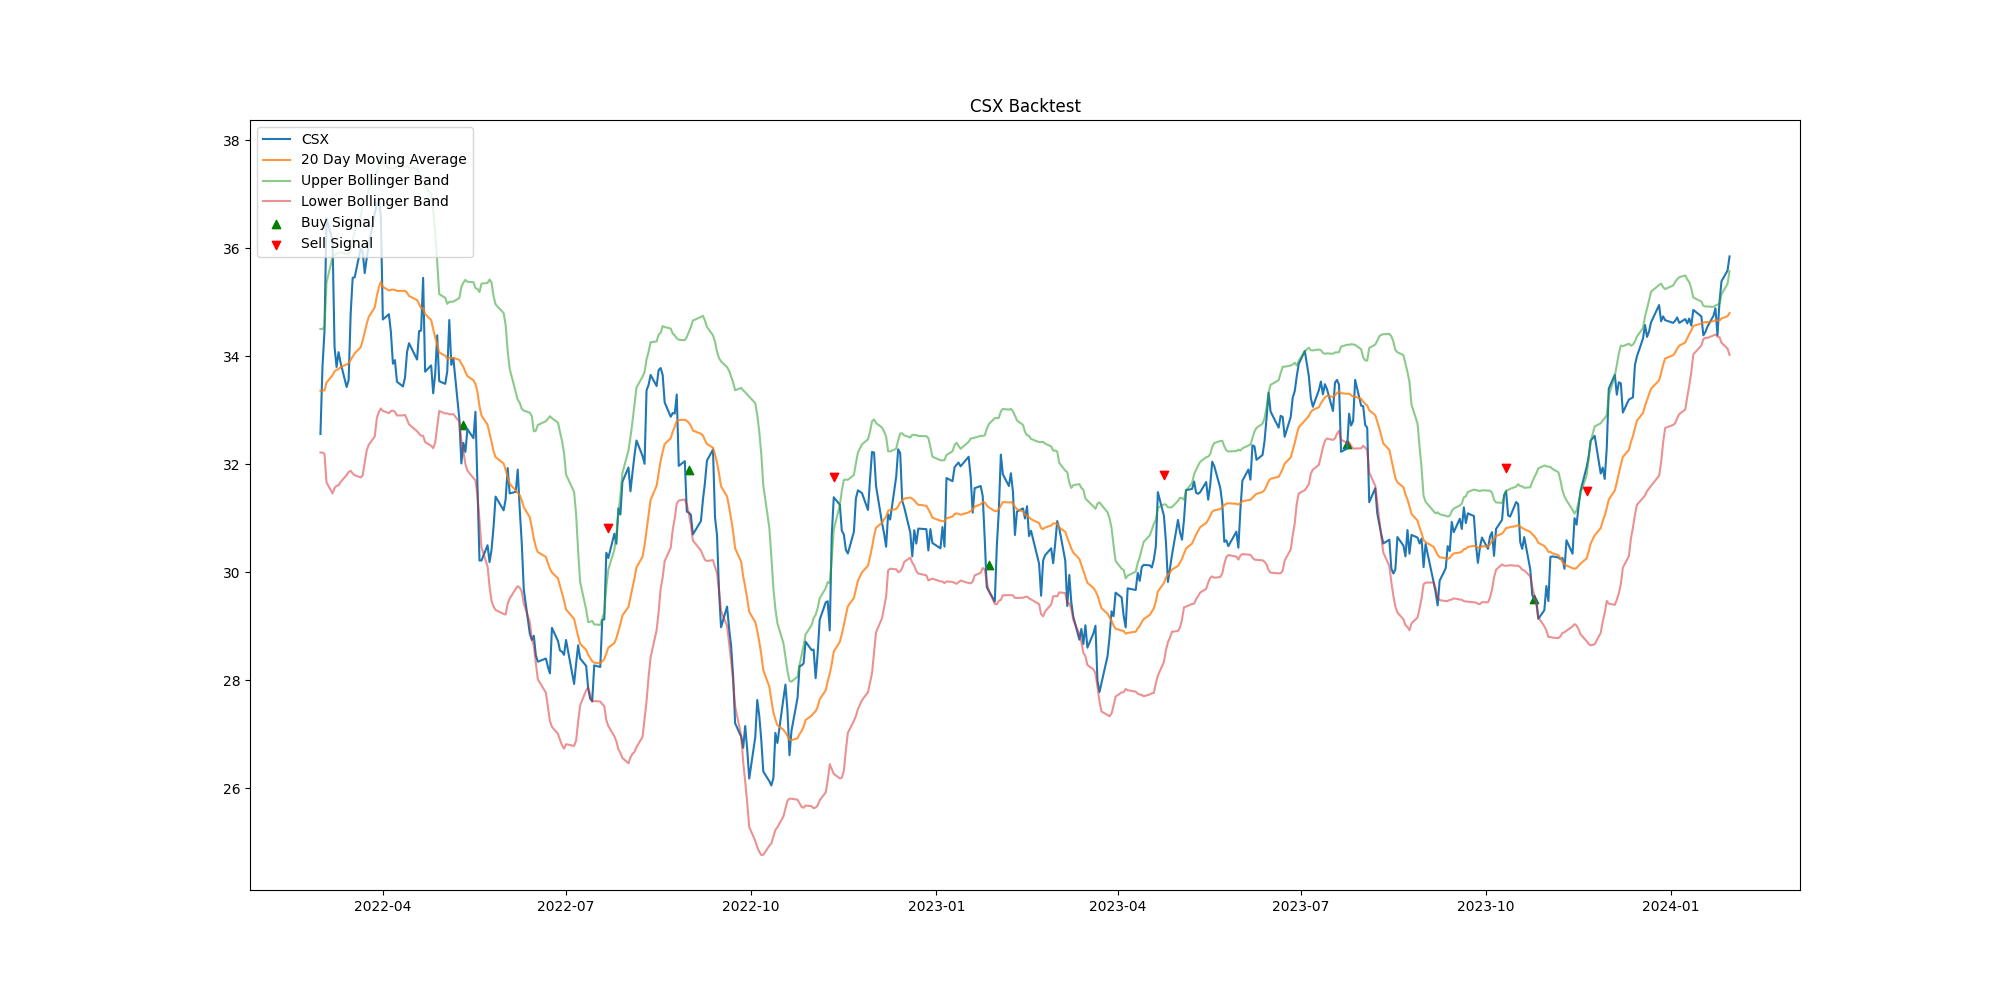 CSX Backtest
CSX
20 Day Moving Average
Upper Bollinger Band
Lower Bollinger Band
Buy Signal
Sell Signal
38
36
34
32
30
28
26
2022-04
2022-07
2022-10
2023-01
2023-04
2023-07
2023-10
2024-01